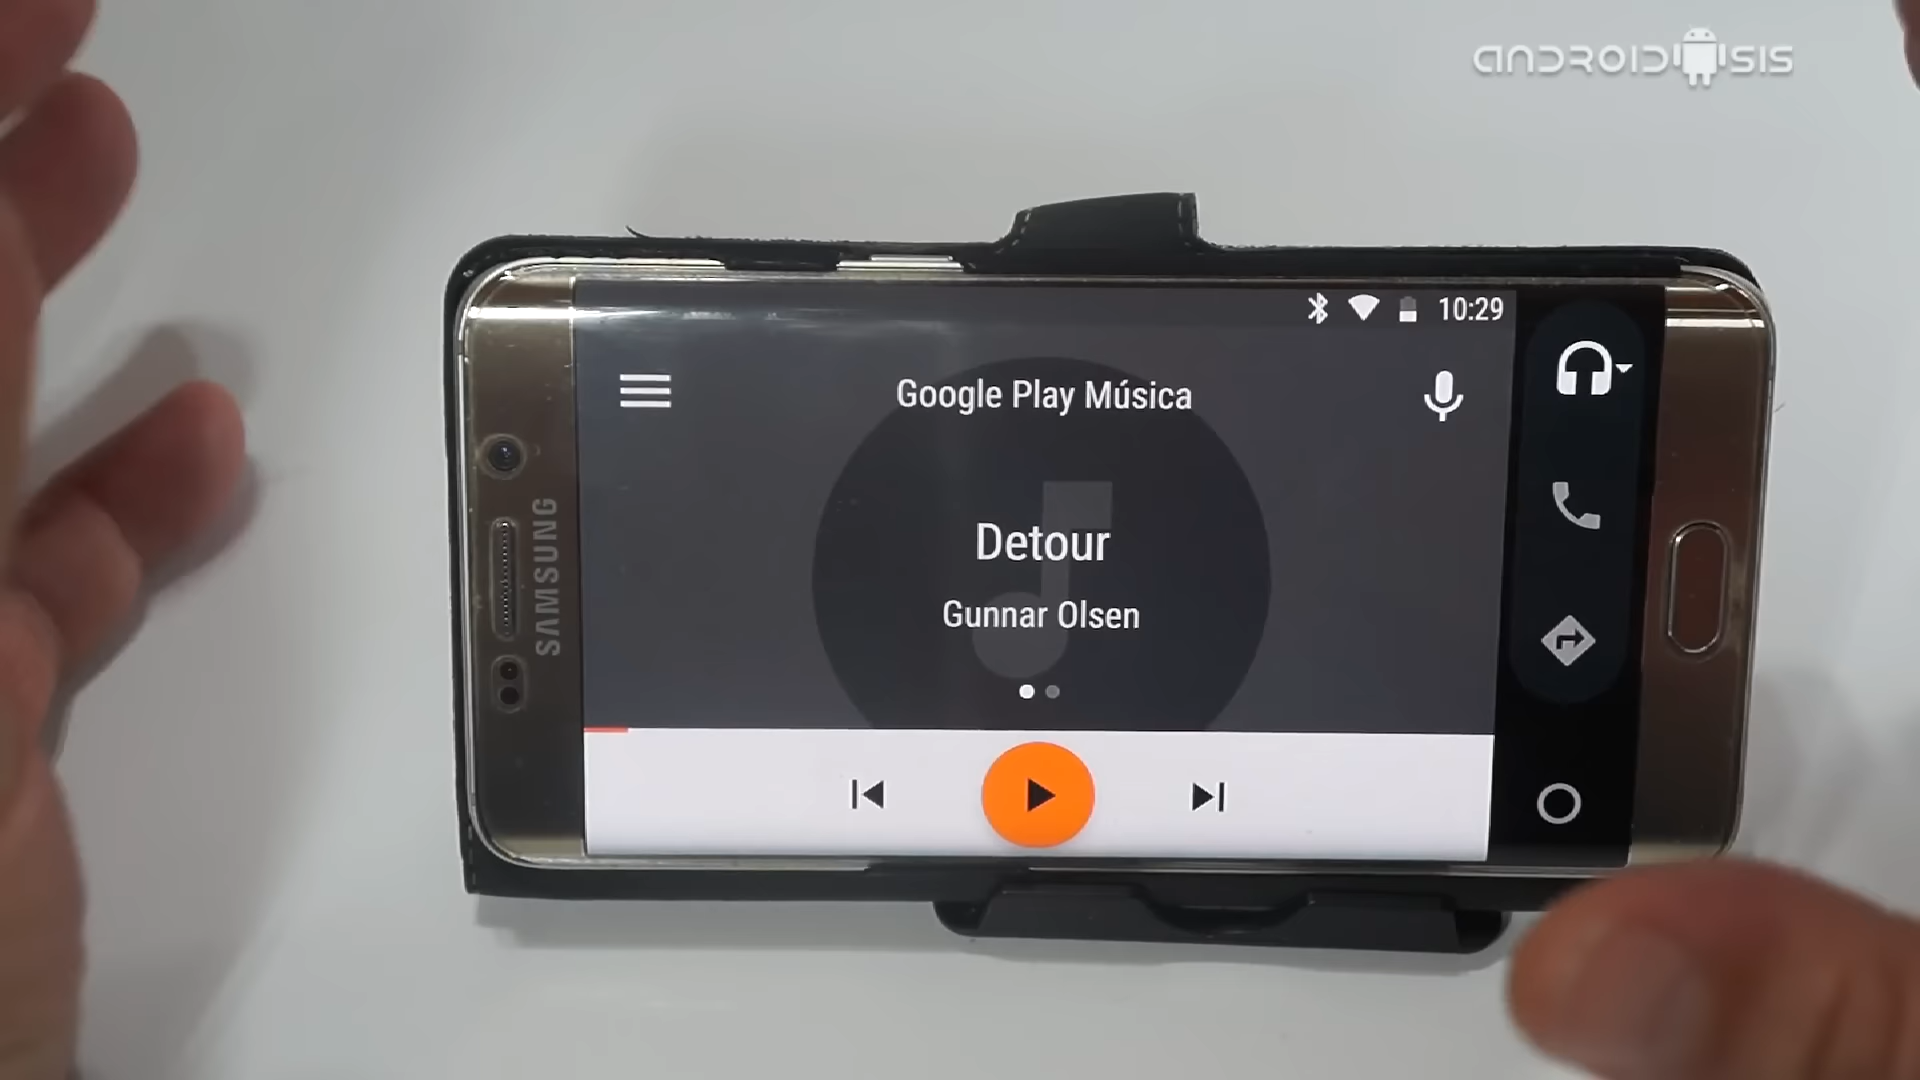 ANDROIDSIS
10:29
Google Play Música
Detour
Gunnar Olsen
SAMSUNG